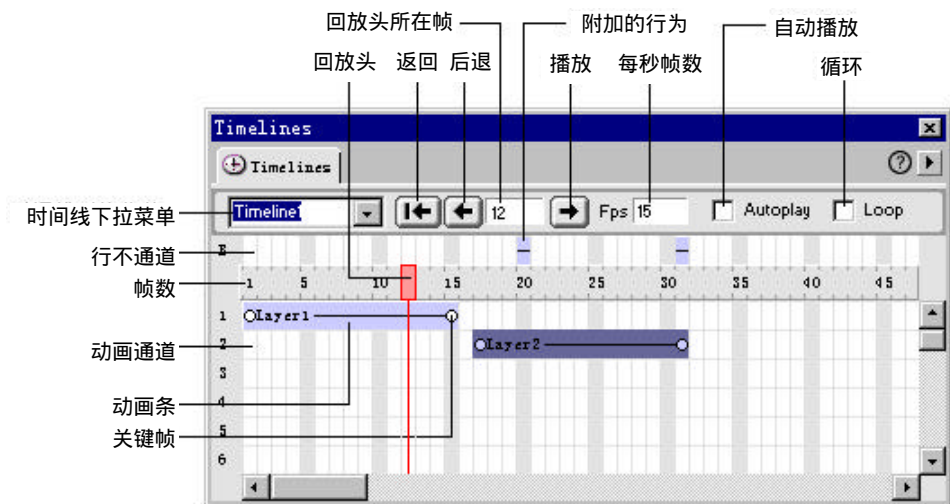 回放头所在帧
附加的行为
自动播放
回放头 返回 后退
播放 每秒帧数
循环
Timelines
Timelines
时间线下拉菜单
Timeline1
12
Fps 15
Autoplay
Loop
行不通道
B
帧数
1 5 10 15 20 25 30 35 40 45
1
Layer1
动画通道
2
Layer2
3
动画条
4
关键帧
5
6